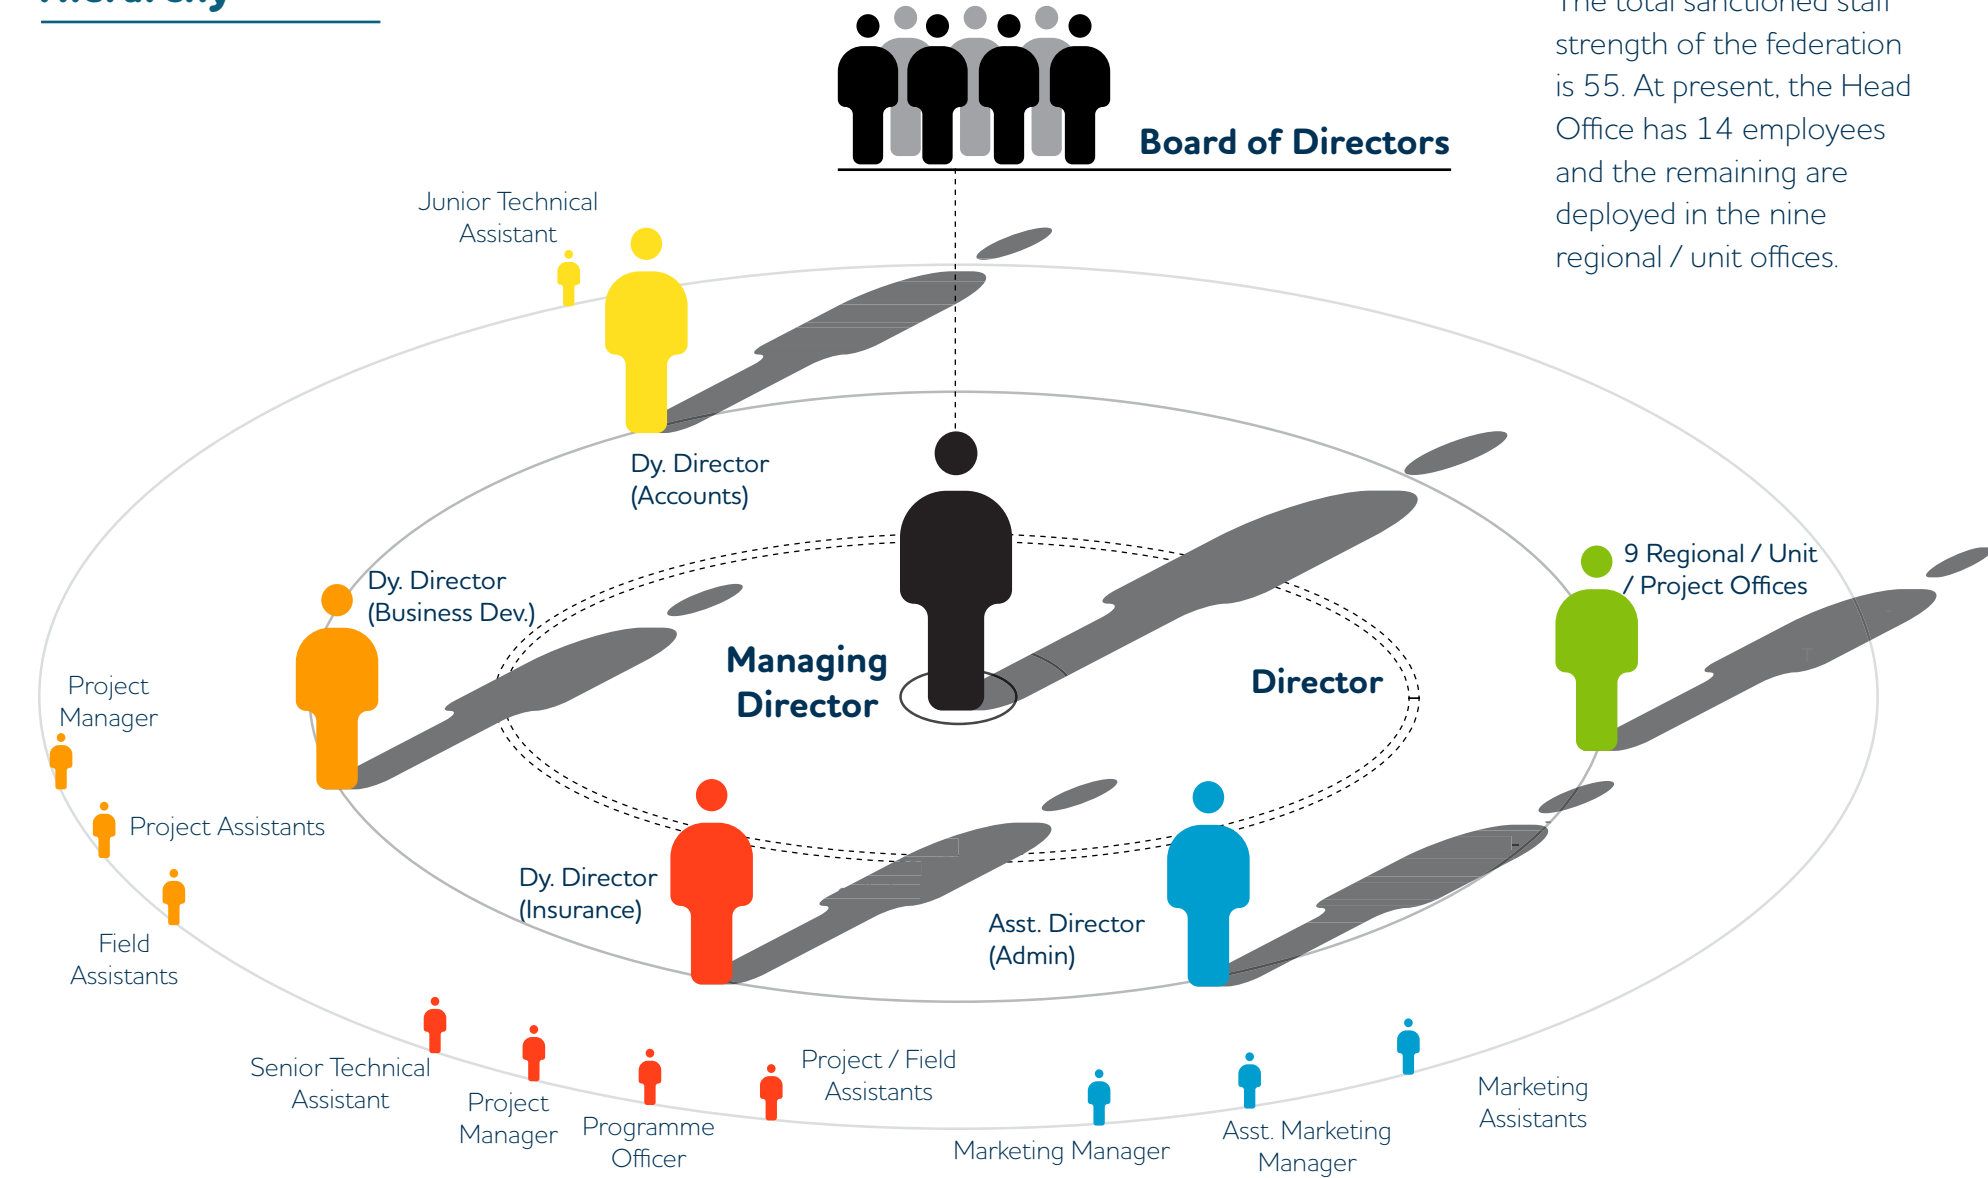 Hierarchy
The total sanctioned staff
strength of the federation
is 55. At present, the Head
Office has 14 employees
and the remaining are
deployed in the nine
regional / unit offices.
Board of Directors
Junior Technical
Assistant
Dy. Director
(Accounts)
9 Regional / Unit
/ Project Offices
Dy. Director
(Business Dev.)
Managing
Director
Director
Project
Manager
Project Assistants
Field
Assistants
Dy. Director
(Insurance)
Asst. Director
(Admin)
Senior Technical
Assistant
Project
Manager
Programme
Officer
Project / Field
Assistants
Marketing Manager
Asst. Marketing
Manager
Marketing
Assistants